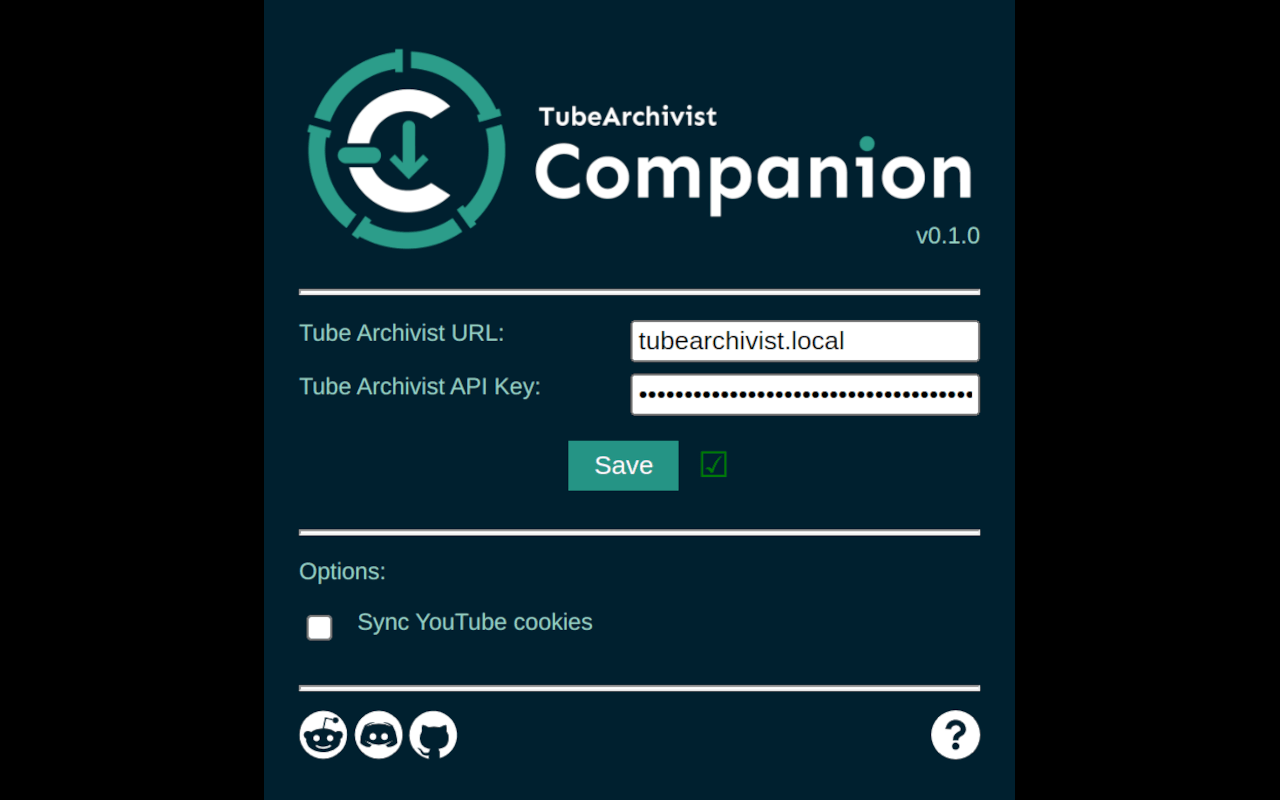 TubeArchivist
Companion
v0.1.0
Tube Archivist URL:
tubearchivist.local
Tube Archivist API Key:
Save
Options:
Sync YouTube cookies
?